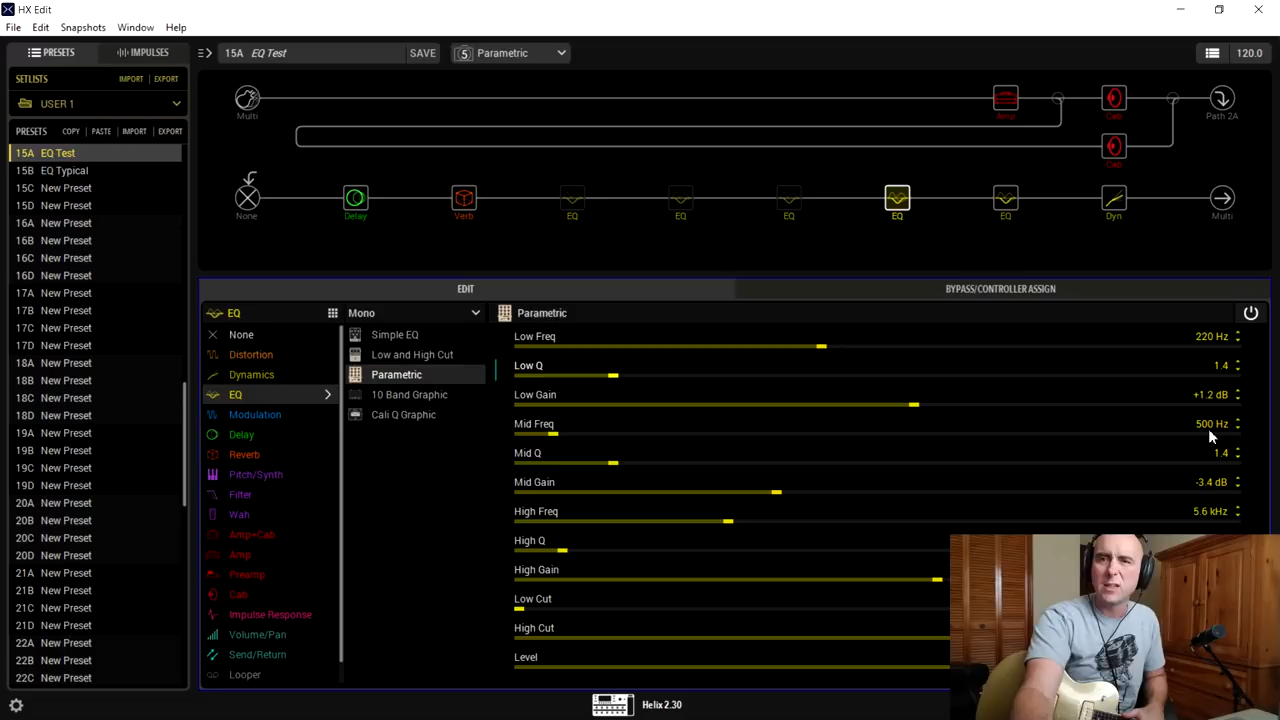 HX Edit
File Edit Snapshots Window Help
PRESETS IMPULSES
15A EQ Test SAVE 5 Parametric 120.0
SETLISTS IMPORT EXPORT
USER 1
PRESETS COPY PASTE IMPORT EXPORT
15A EQ Test
15B EQ Typical
15C New Preset
15D New Preset
16A New Preset
16B New Preset
16C New Preset
16D New Preset
17A New Preset
17B New Preset
17C New Preset
17D New Preset
18A New Preset
18B New Preset
18C New Preset
18D New Preset
19A New Preset
19B New Preset
19C New Preset
19D New Preset
20A New Preset
20B New Preset
20C New Preset
20D New Preset
21A New Preset
21B New Preset
21C New Preset
21D New Preset
22A New Preset
22B New Preset
22C New Preset
Multi Amp Cab Path 2A
Cab
None Delay Verb EQ EQ EQ EQ EQ Dyn Multi
EDIT BYPASS/CONTROLLER ASSIGN
EQ Mono Parametric
None
Distortion
Dynamics
EQ
Modulation
Delay
Reverb
Pitch/Synth
Filter
Wah
Amp+Cab
Amp
Preamp
Cab
Impulse Response
Volume/Pan
Send/Return
Looper
Simple EQ
Low and High Cut
Parametric
10 Band Graphic
Cali Q Graphic
Low Freq 220 Hz
Low Q 1.4
Low Gain +1.2 dB
Mid Freq 500 Hz
Mid Q 1.4
Mid Gain -3.4 dB
High Freq 5.6 kHz
High Q
High Gain
Low Cut
High Cut
Level
Helix 2.30